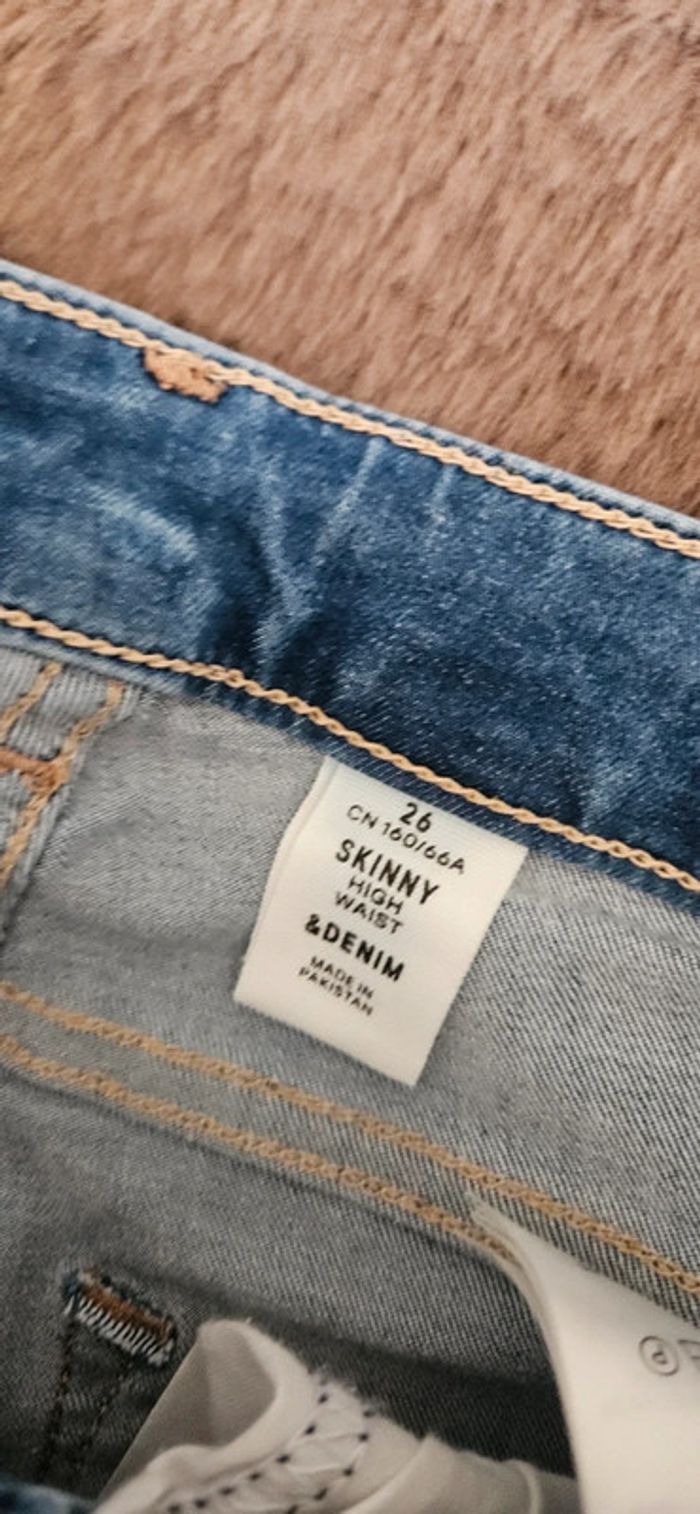 26
CN 160/66A
SKINNY
HIGH
WAIST
&DENIM
MADE IN
PAKISTAN
P